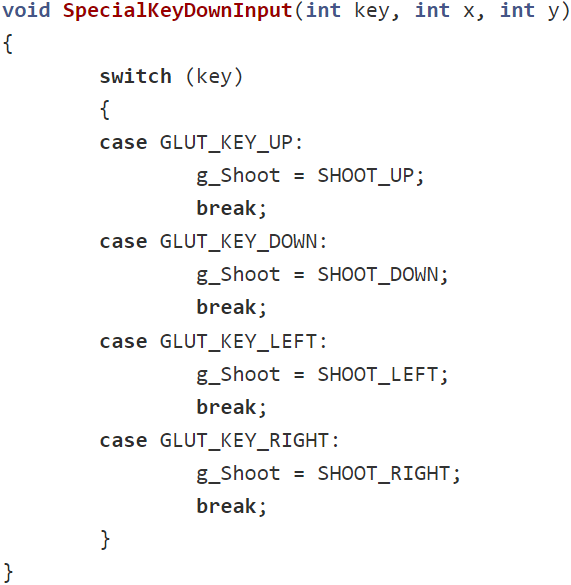 void SpecialKeyDownInput(int key, int x, int y)
{
        switch (key)
        {
        case GLUT_KEY_UP:
                g_Shoot = SHOOT_UP;
                break;
        case GLUT_KEY_DOWN:
                g_Shoot = SHOOT_DOWN;
                break;
        case GLUT_KEY_LEFT:
                g_Shoot = SHOOT_LEFT;
                break;
        case GLUT_KEY_RIGHT:
                g_Shoot = SHOOT_RIGHT;
                break;
        }
}